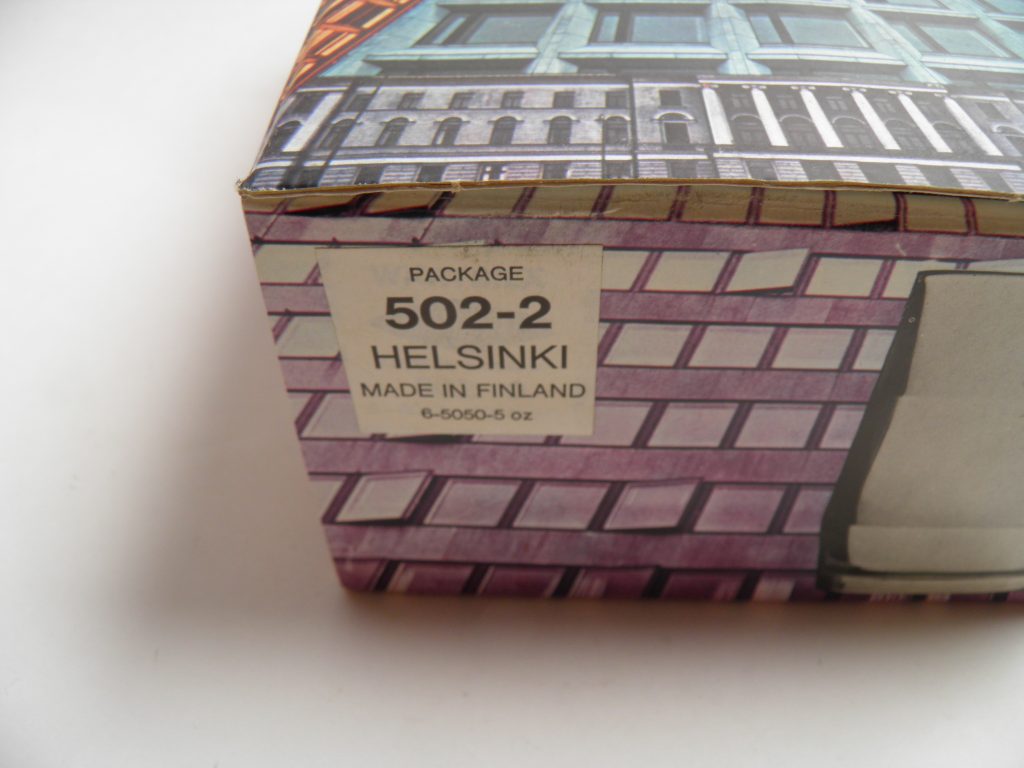 PACKAGE
502-2
HELSINKI
MADE IN FINLAND
6-5050-5 oz